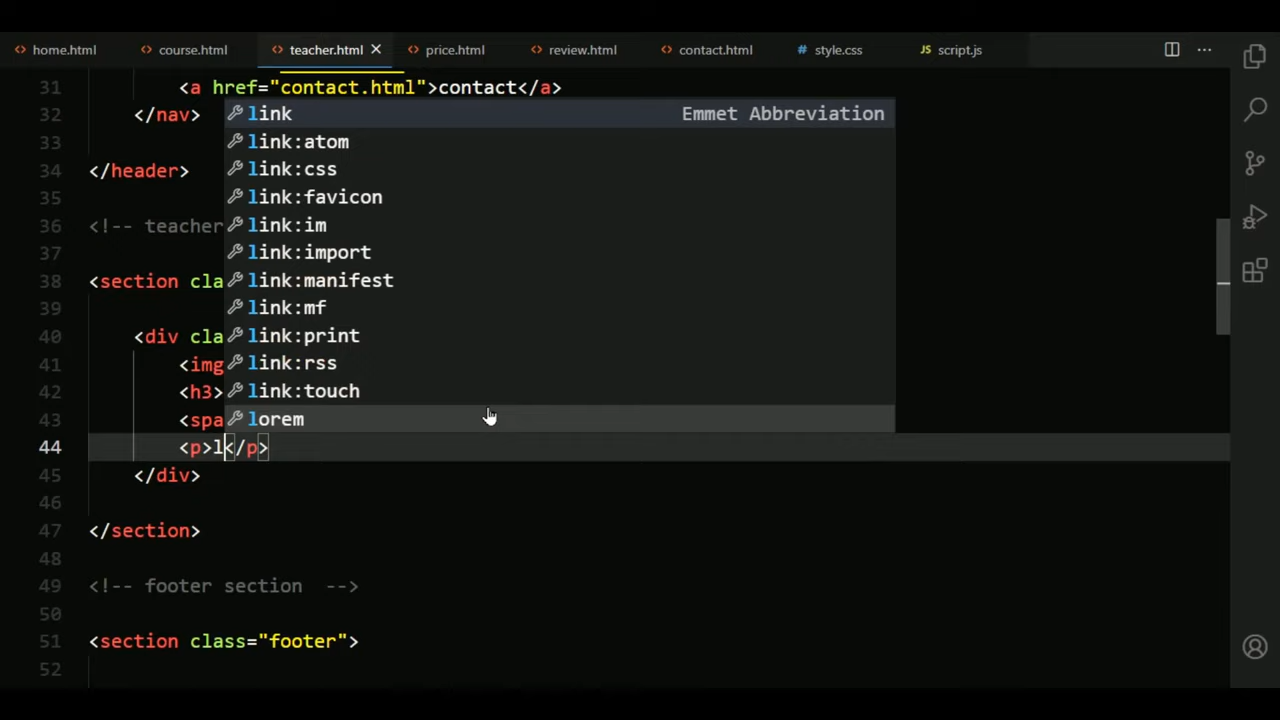 home.html course.html teacher.html price.html review.html contact.html style.css JS script.js
31 <a href="contact.html">contact</a>
32 </nav>
link Emmet Abbreviation
link:atom
33
link:css
34 </header>
link:favicon
35
link:im
36 <!-- teacher
link:import
37
link:manifest
38 <section cla
link:mf
39
link:print
40 <div cla
link:rss
41 <img
link:touch
42 <h3>
lorem
43 <spa
44 <p>l</p>
45 </div>
46
47 </section>
48
49 <!-- footer section -->
50
51 <section class="footer">
52